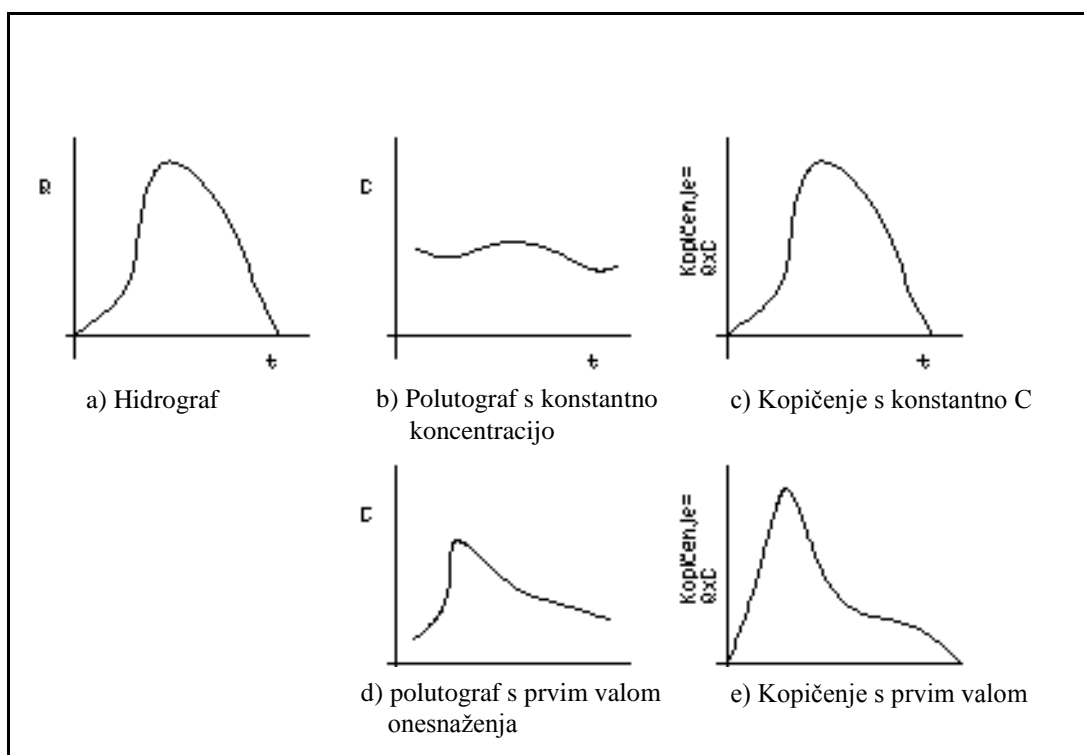 Q
t
a) Hidrograf
C
t
b) Polutograf s konstantno
koncentracijo
Kopičenje=
QxC
t
c) Kopičenje s konstantno C
C
d) polutograf s prvim valom
onesnaženja
Kopičenje=
QxC
e) Kopičenje s prvim valom